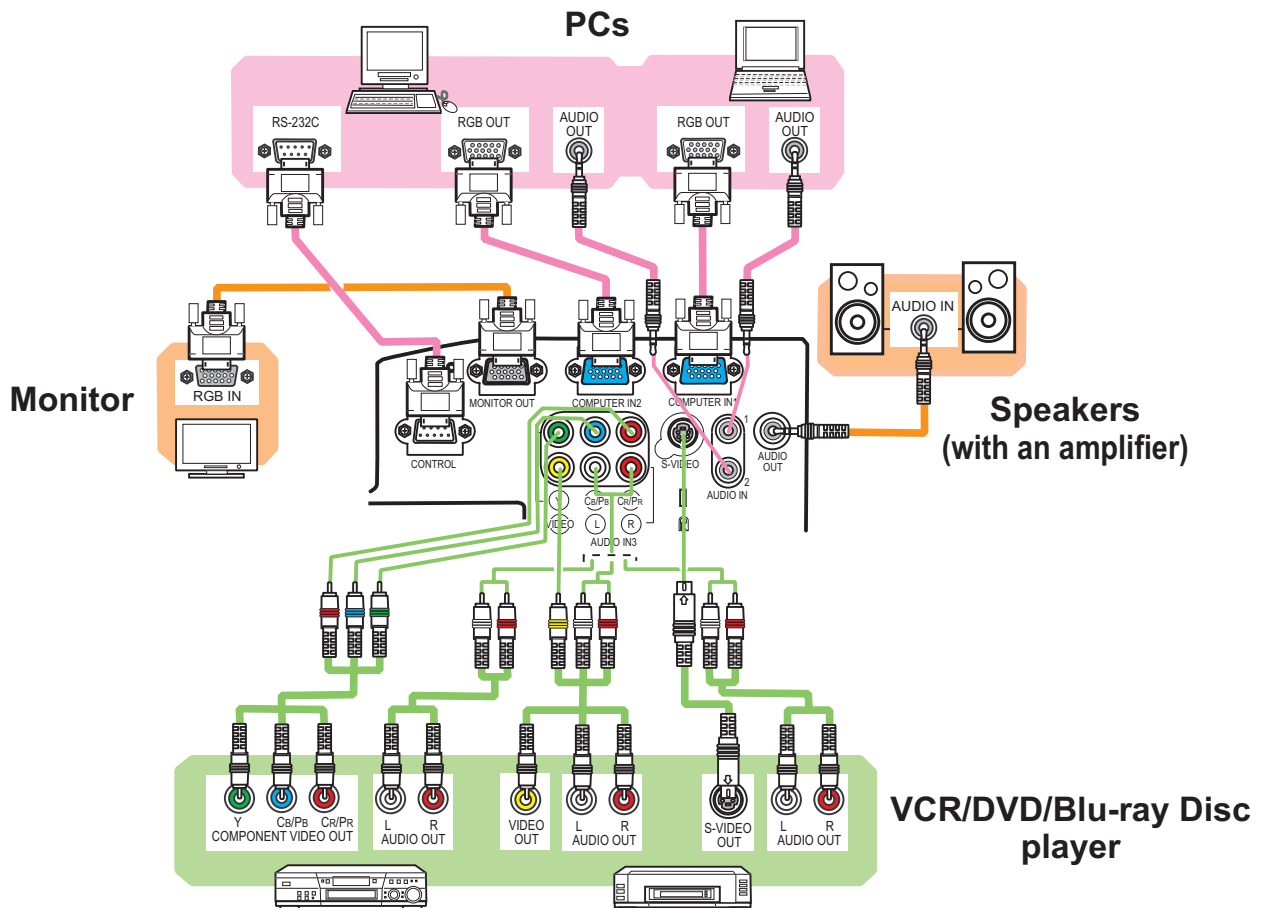 PCs
RS-232C
RGB OUT
AUDIO
OUT
RGB OUT
AUDIO
OUT
AUDIO IN
Monitor
RGB IN
MONITOR OUT
COMPUTER IN2
COMPUTER IN1
Speakers
(with an amplifier)
CONTROL
S-VIDEO
1
2
AUDIO
OUT
AUDIO IN
Y
CB/PB
CR/PR
VIDEO
L
R
AUDIO IN3
Y
CB/PB
CR/PR
COMPONENT VIDEO OUT
L
R
AUDIO OUT
VIDEO
OUT
L
R
AUDIO OUT
S-VIDEO
OUT
L
R
AUDIO OUT
VCR/DVD/Blu-ray Disc
player